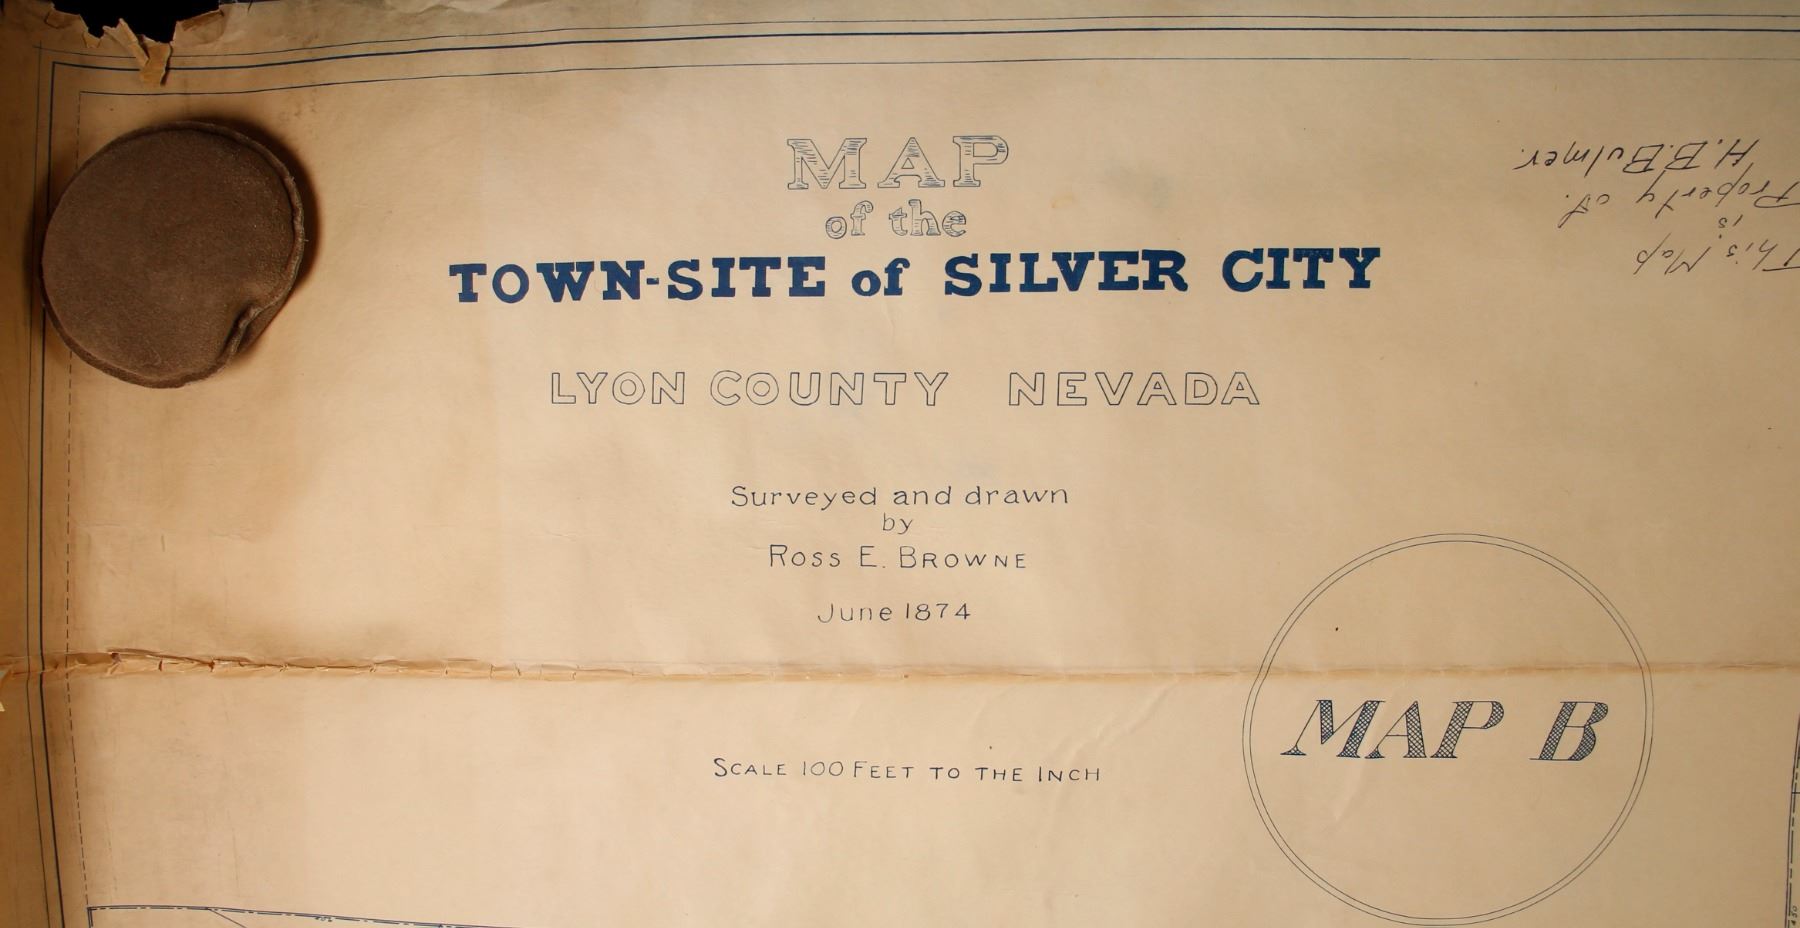 MAP
of the
TOWN-SITE of SILVER CITY
LYON COUNTY NEVADA
Surveyed and drawn
by
ROSS E. BROWNE
June 1874
SCALE 100 FEET TO THE INCH
MAP B
This Map
is
Property of.
H.B. Bulmer.